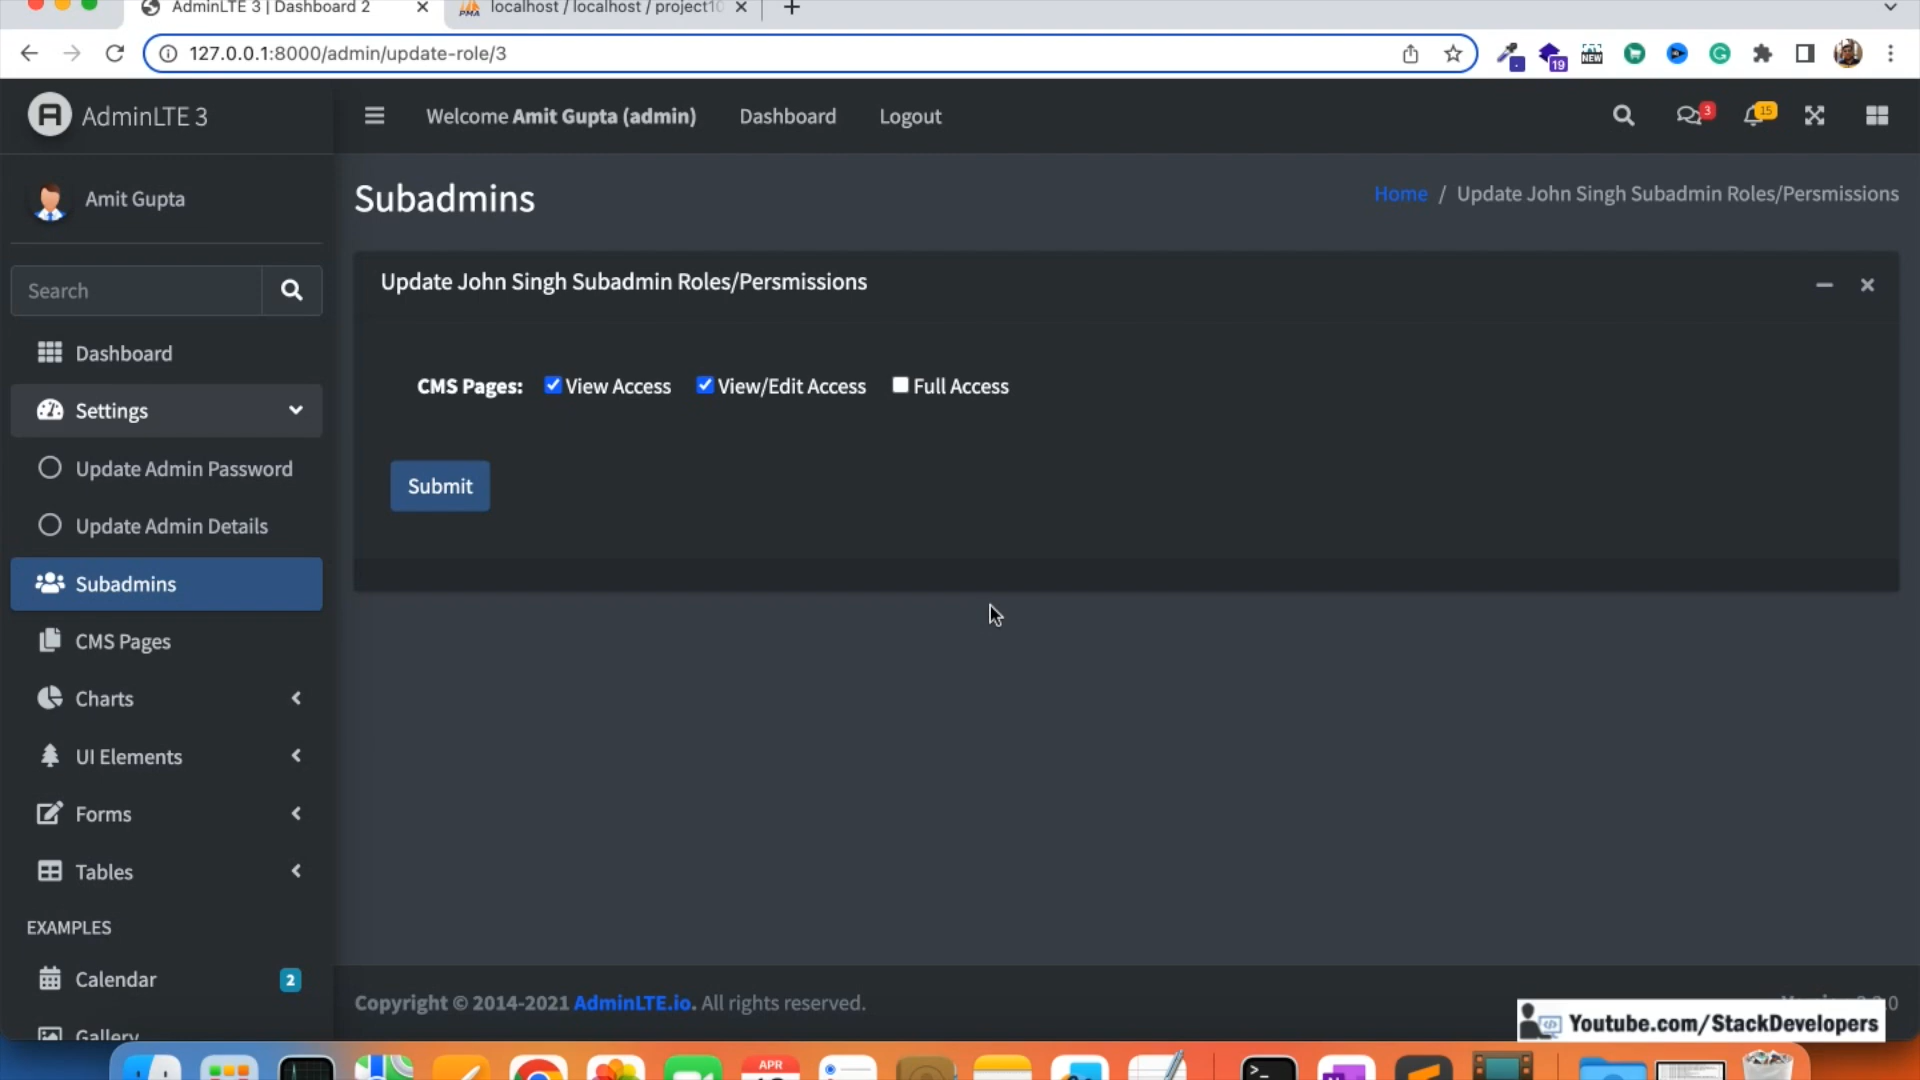 AdminLTE 3 | Dashboard 2
localhost / localhost / project10
127.0.0.1:8000/admin/update-role/3
19
NEW
AdminLTE 3
Welcome Amit Gupta (admin) Dashboard Logout
3
15
Amit Gupta
Subadmins
Home / Update John Singh Subadmin Roles/Persmissions
Search
Update John Singh Subadmin Roles/Persmissions
CMS Pages: View Access View/Edit Access Full Access
Submit
Dashboard
Settings
Update Admin Password
Update Admin Details
Subadmins
CMS Pages
Charts
UI Elements
Forms
Tables
EXAMPLES
Calendar 2
Gallery
Copyright © 2014-2021 AdminLTE.io. All rights reserved.
Youtube.com/StackDevelopers
APR